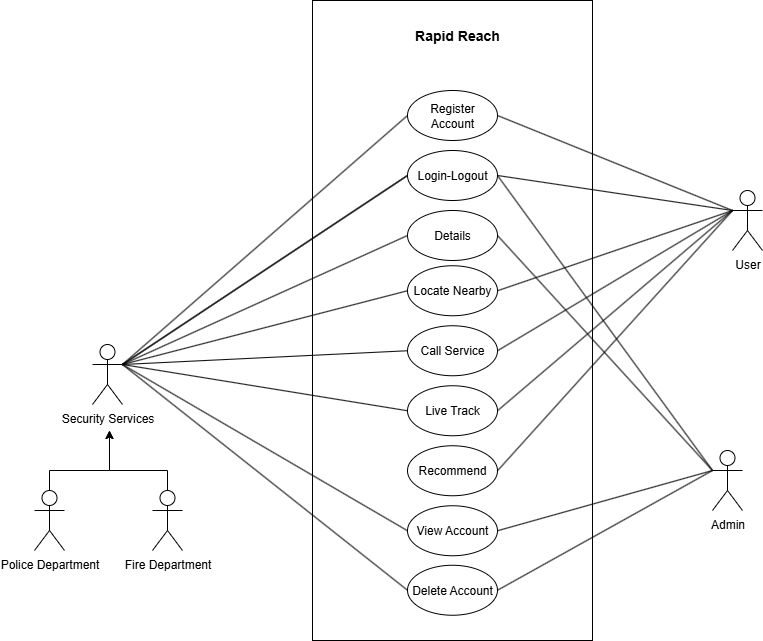 Rapid Reach
Register
Account
Login-Logout
Details
Locate Nearby
User
Call Service
Security Services
Live Track
Recommend
Admin
View Account
Police Department
Fire Department
Delete Account